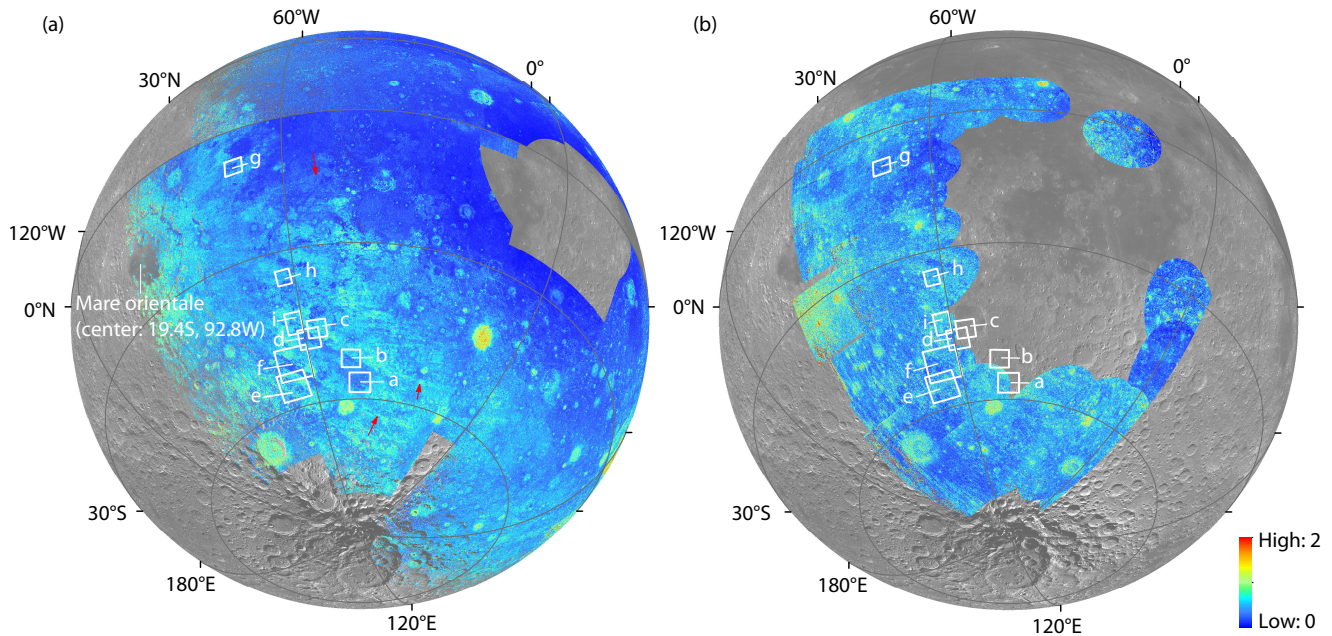 (a)
60°W
0°
30°N
120°W
0°N
30°S
180°E
120°E
Mare orientale
(center: 19.4S, 92.8W)
g
h
i
c
d
f
b
a
e
(b)
60°W
0°
30°N
120°W
0°N
30°S
180°E
120°E
g
h
i
c
d
f
b
a
e
High: 2
Low: 0